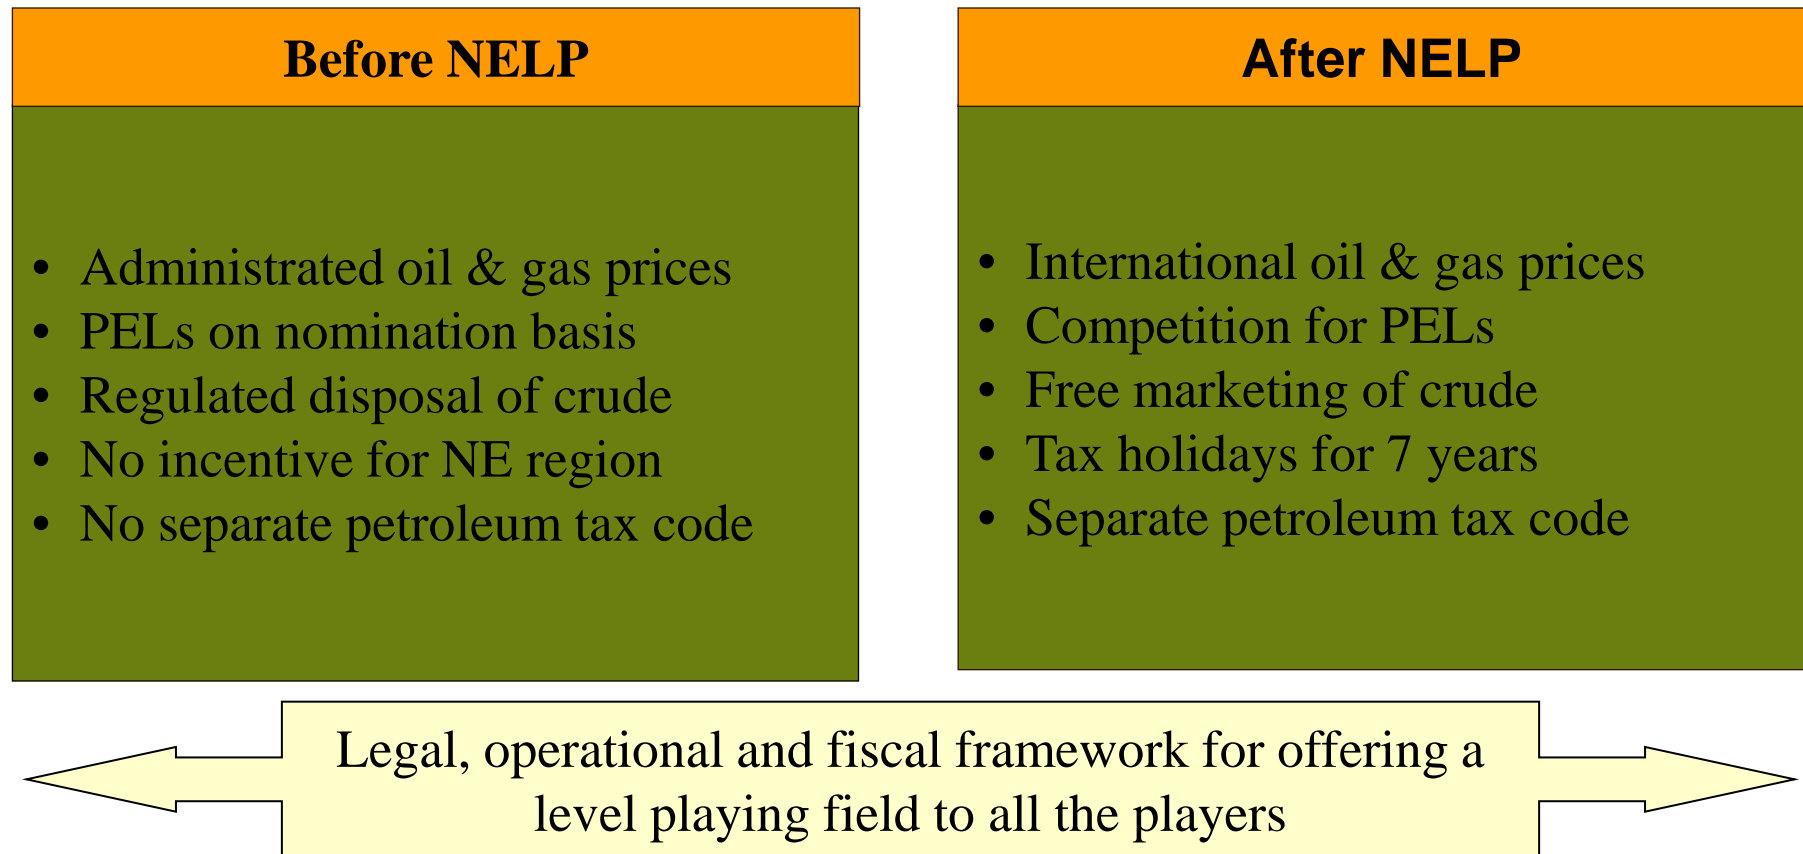 Before NELP
• Administrated oil & gas prices
• PELs on nomination basis
• Regulated disposal of crude
• No incentive for NE region
• No separate petroleum tax code
After NELP
• International oil & gas prices
• Competition for PELs
• Free marketing of crude
• Tax holidays for 7 years
• Separate petroleum tax code
Legal, operational and fiscal framework for offering a
level playing field to all the players